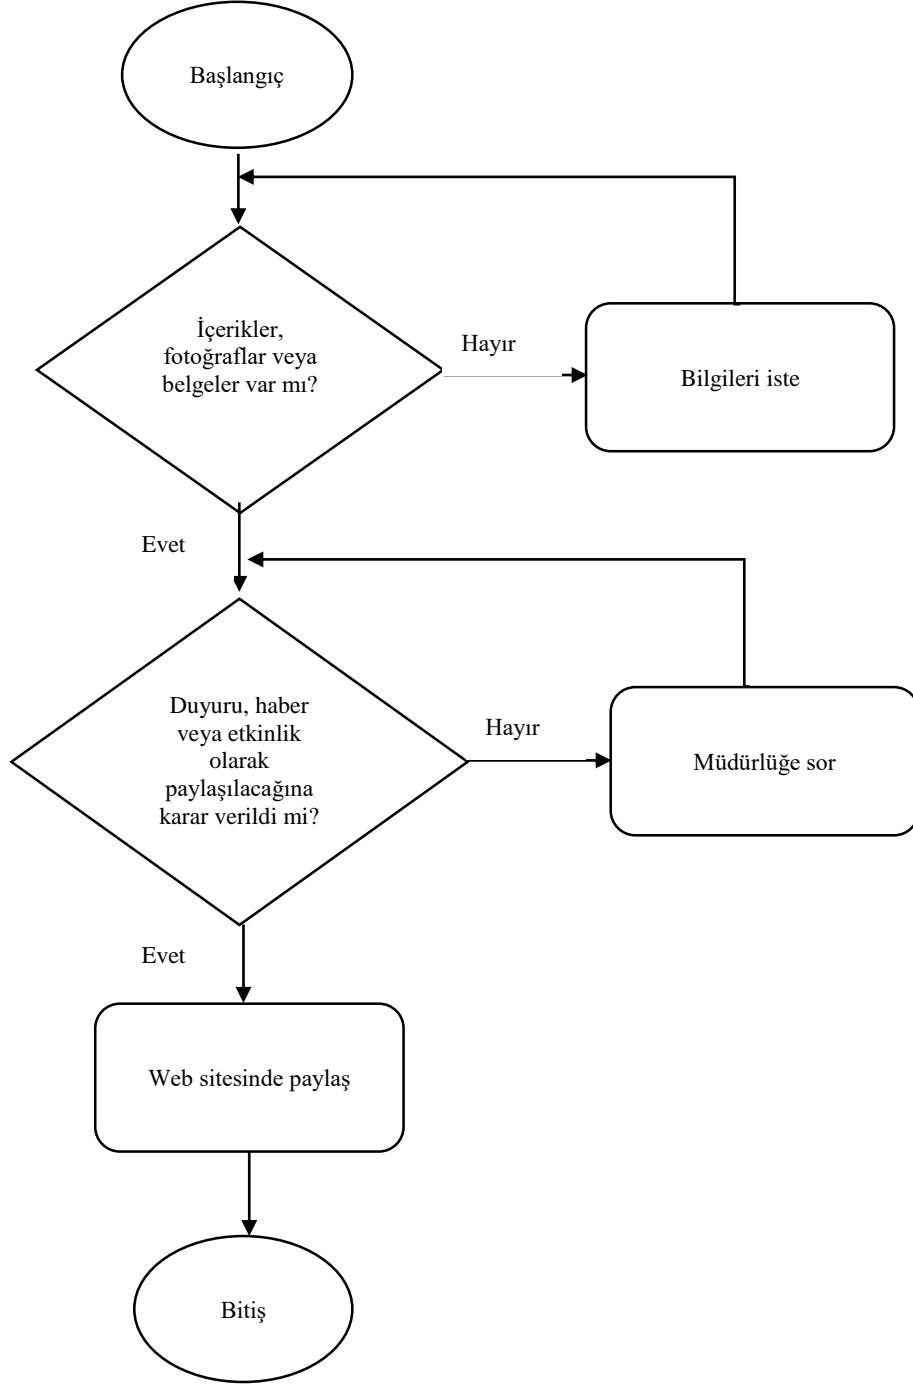 Başlangıç
İçerikler,
fotoğraflar veya
belgeler var mı?
Hayır
Bilgileri iste
Evet
Duyuru, haber
veya etkinlik
olarak
paylaşılacağına
karar verildi mi?
Hayır
Müdürlüğe sor
Evet
Web sitesinde paylaş
Bitiş